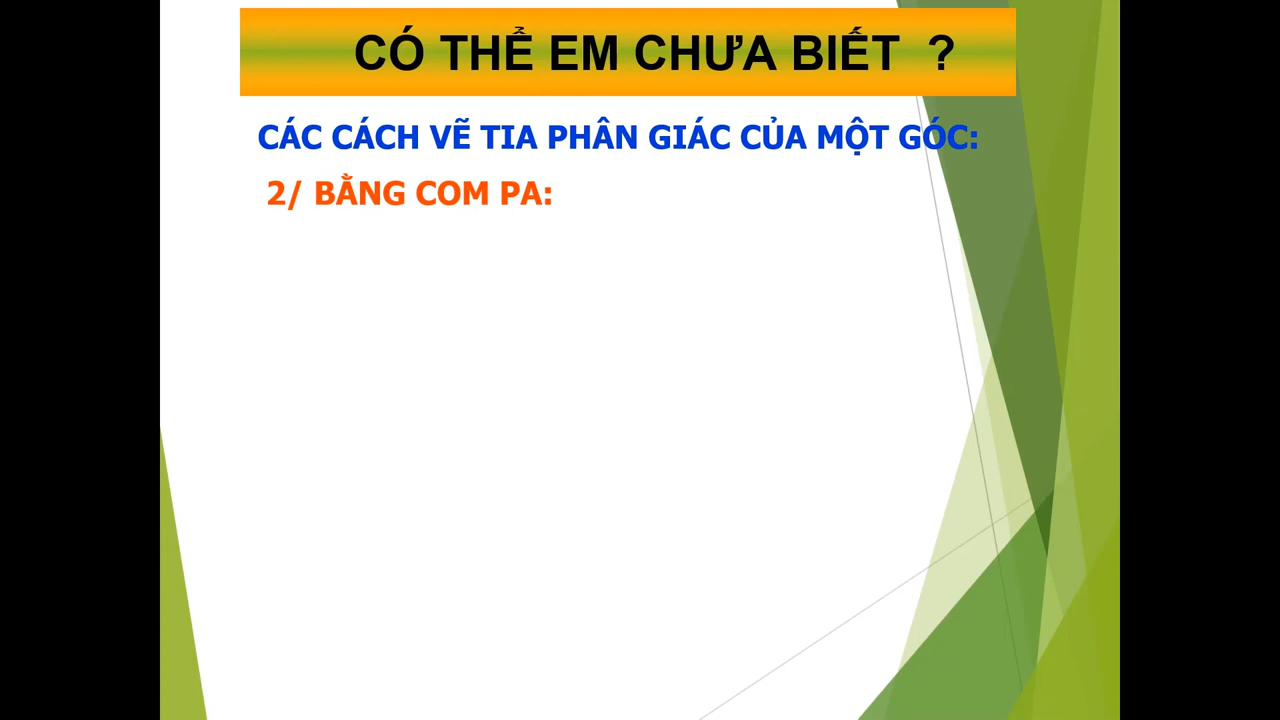 CÓ THỂ EM CHƯA BIẾT ?
CÁC CÁCH VẼ TIA PHÂN GIÁC CỦA MỘT GÓC:
2/ BẰNG COM PA: